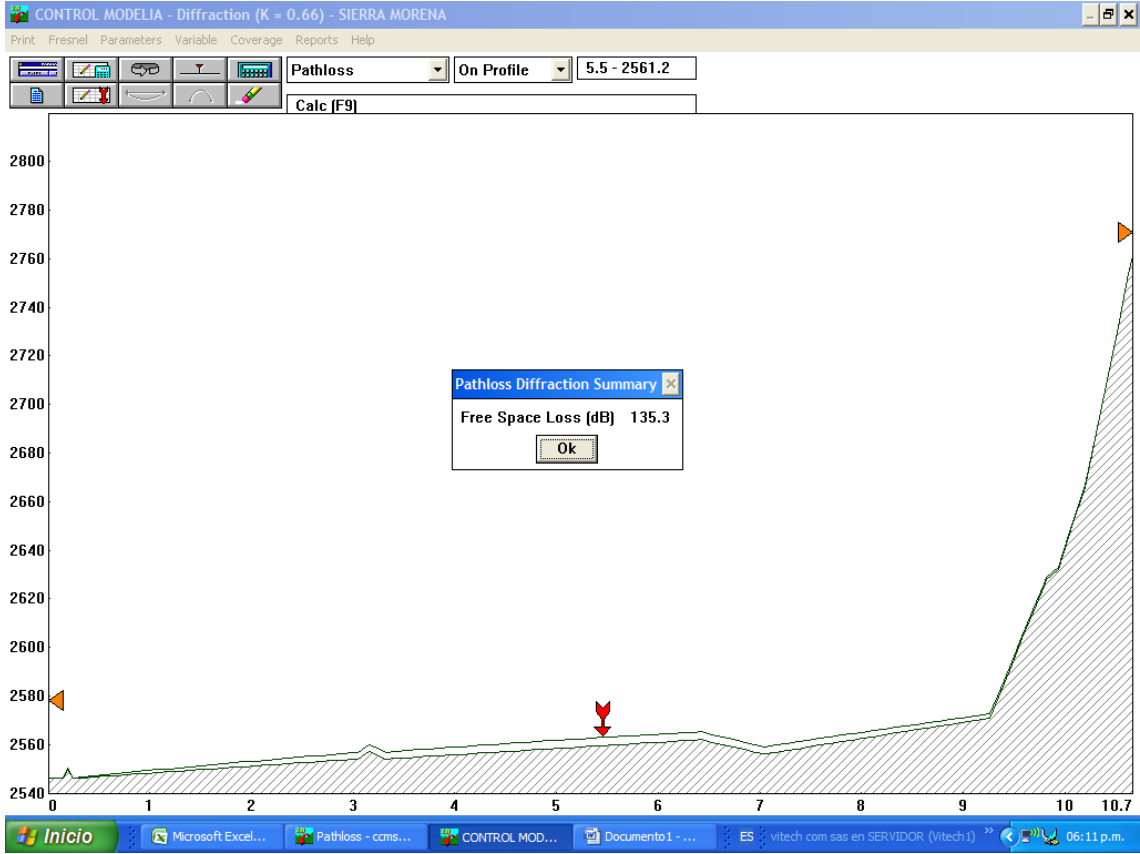 CONTROL MODELIA - Diffraction (K = 0.66) - SIERRA MORENA
Print Fresnel Parameters Variable Coverage Reports Help
Pathloss On Profile 5.5 - 2561.2
Calc (F9)
2800
2780
2760
2740
2720
2700
2680
2660
2640
2620
2600
2580
2560
2540
Pathloss Diffraction Summary
Free Space Loss (dB) 135.3
Ok
0 1 2 3 4 5 6 7 8 9 10 10.7
Inicio Microsoft Excel... Pathloss - ccms... CONTROL MOD... Documento1 - ... ES vitech com sas en SERVIDOR (Vitech1) » 06:11 p.m.